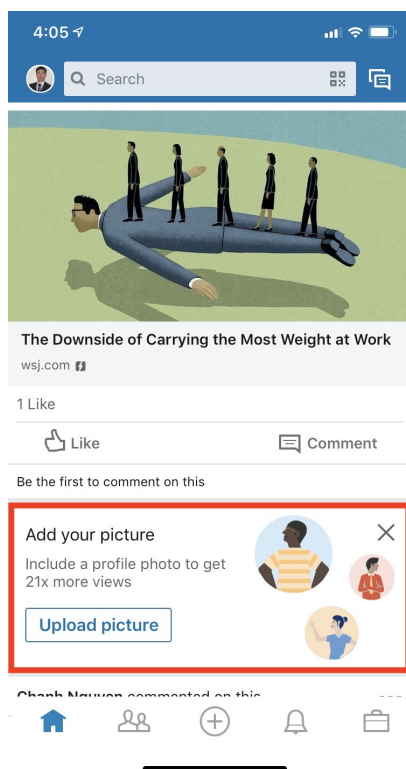 4:05
Search
The Downside of Carrying the Most Weight at Work
wsj.com
1 Like
Like
Comment
Be the first to comment on this
Add your picture
Include a profile photo to get
21x more views
Upload picture
Chanh Nguyen commented on this